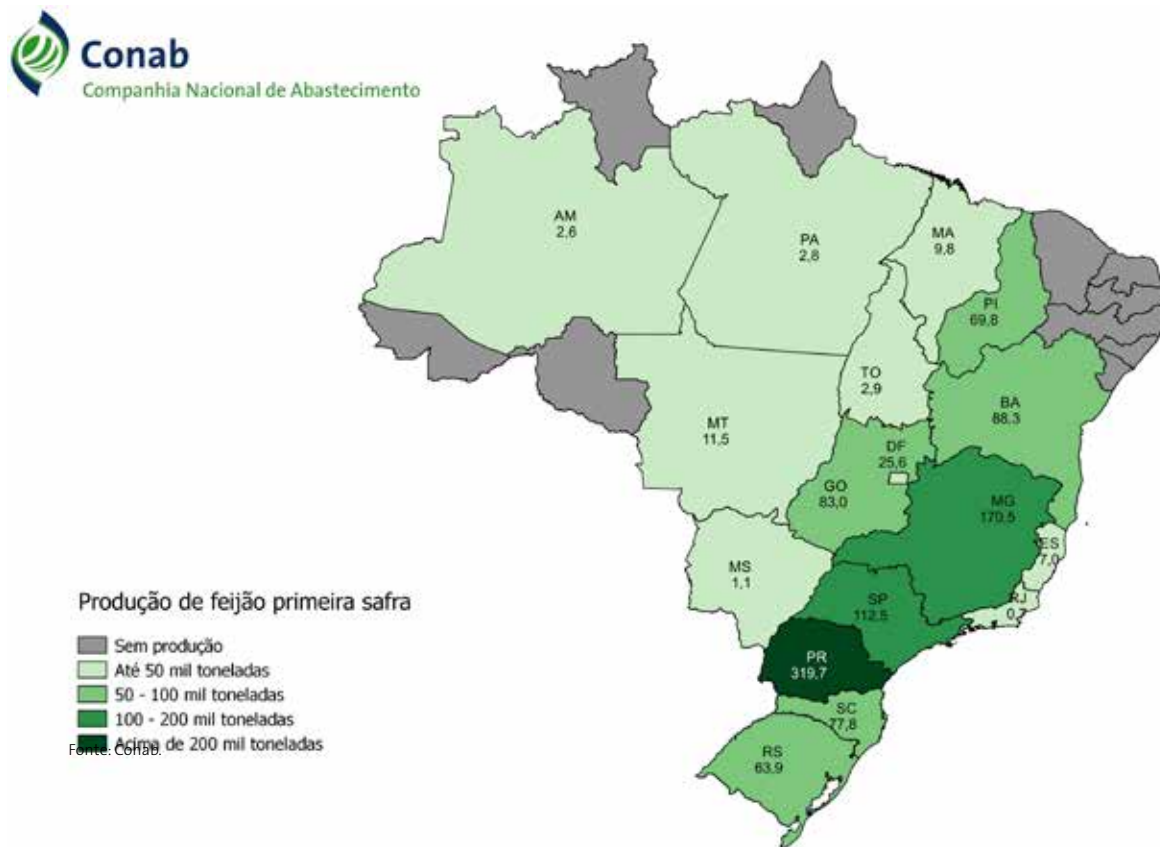 Conab
Companhia Nacional de Abastecimento
AM
2,6
PA
2,8
MA
9,8
PI
69,8
TO
2,9
BA
88,3
MT
11,5
DF
25,6
GO
83,0
MG
170,5
ES
7,0
MS
1,1
RJ
0,7
SP
112,5
PR
319,7
SC
77,8
RS
63,9
Produção de feijão primeira safra
Sem produção
Até 50 mil toneladas
50 - 100 mil toneladas
100 - 200 mil toneladas
Acima de 200 mil toneladas
Fonte: Conab.